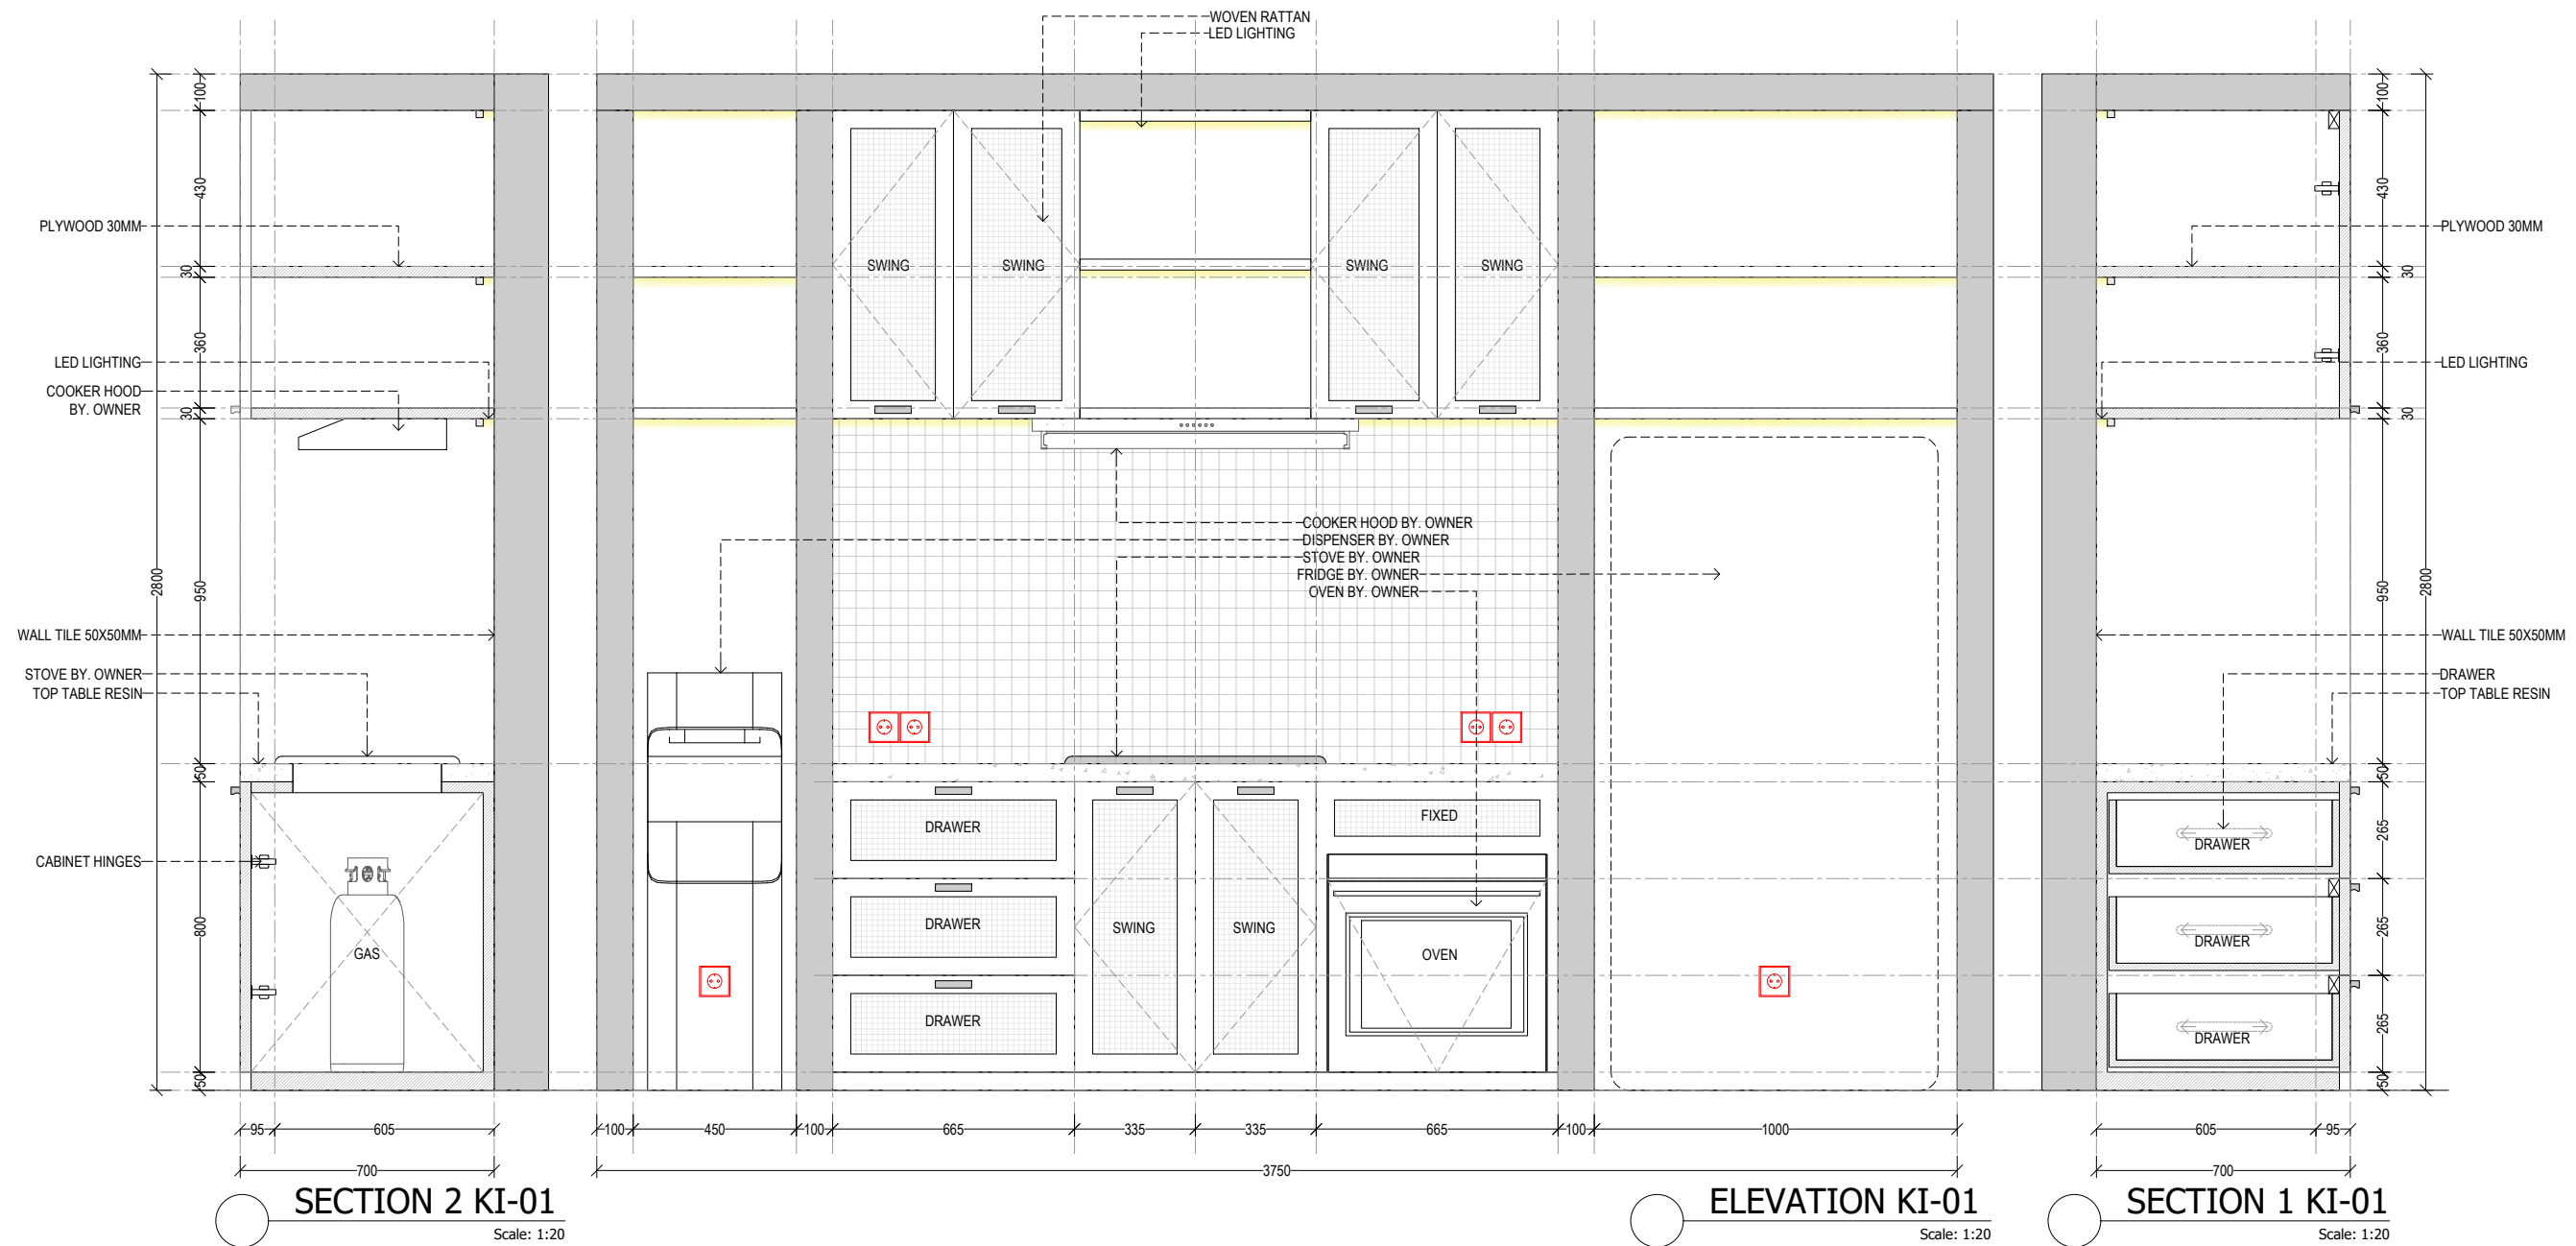 WOVEN RATTAN
LED LIGHTING
100
430
30
360
30
950
50
800
50
2800
PLYWOOD 30MM
LED LIGHTING
COOKER HOOD
BY. OWNER
WALL TILE 50X50MM
STOVE BY. OWNER
TOP TABLE RESIN
CABINET HINGES
GAS
95
605
700
SECTION 2 KI-01
Scale: 1:20
SWING
SWING
SWING
SWING
COOKER HOOD BY. OWNER
DISPENSER BY. OWNER
STOVE BY. OWNER
FRIDGE BY. OWNER
OVEN BY. OWNER
DRAWER
DRAWER
DRAWER
SWING
SWING
FIXED
OVEN
100
450
100
665
335
335
665
100
1000
3750
ELEVATION KI-01
Scale: 1:20
100
430
30
360
30
950
50
265
265
265
50
2800
PLYWOOD 30MM
LED LIGHTING
WALL TILE 50X50MM
DRAWER
TOP TABLE RESIN
DRAWER
DRAWER
DRAWER
605
95
700
SECTION 1 KI-01
Scale: 1:20